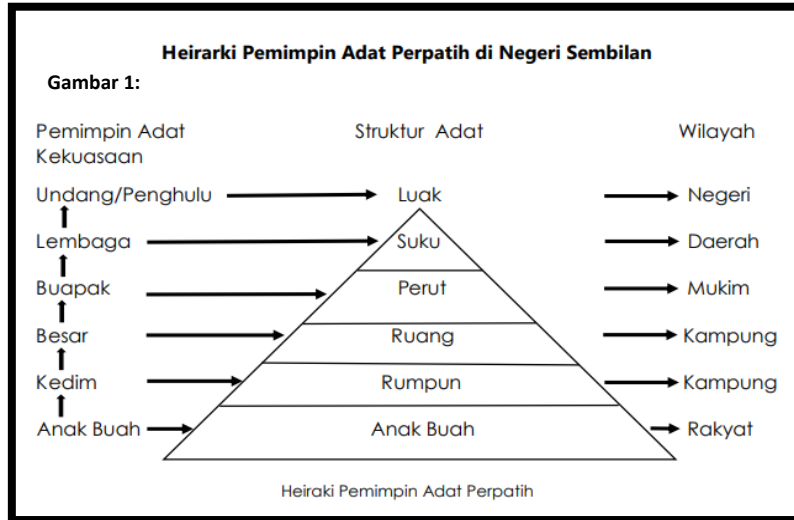 Heirarki Pemimpin Adat Perpatih di Negeri Sembilan
Gambar 1:
Pemimpin Adat Struktur Adat Wilayah
Kekuasaan
Undang/Penghulu Luak Negeri
Lembaga Suku Daerah
Buapak Perut Mukim
Besar Ruang Kampung
Kedim Rumpun Kampung
Anak Buah Anak Buah Rakyat
Heiraki Pemimpin Adat Perpatih